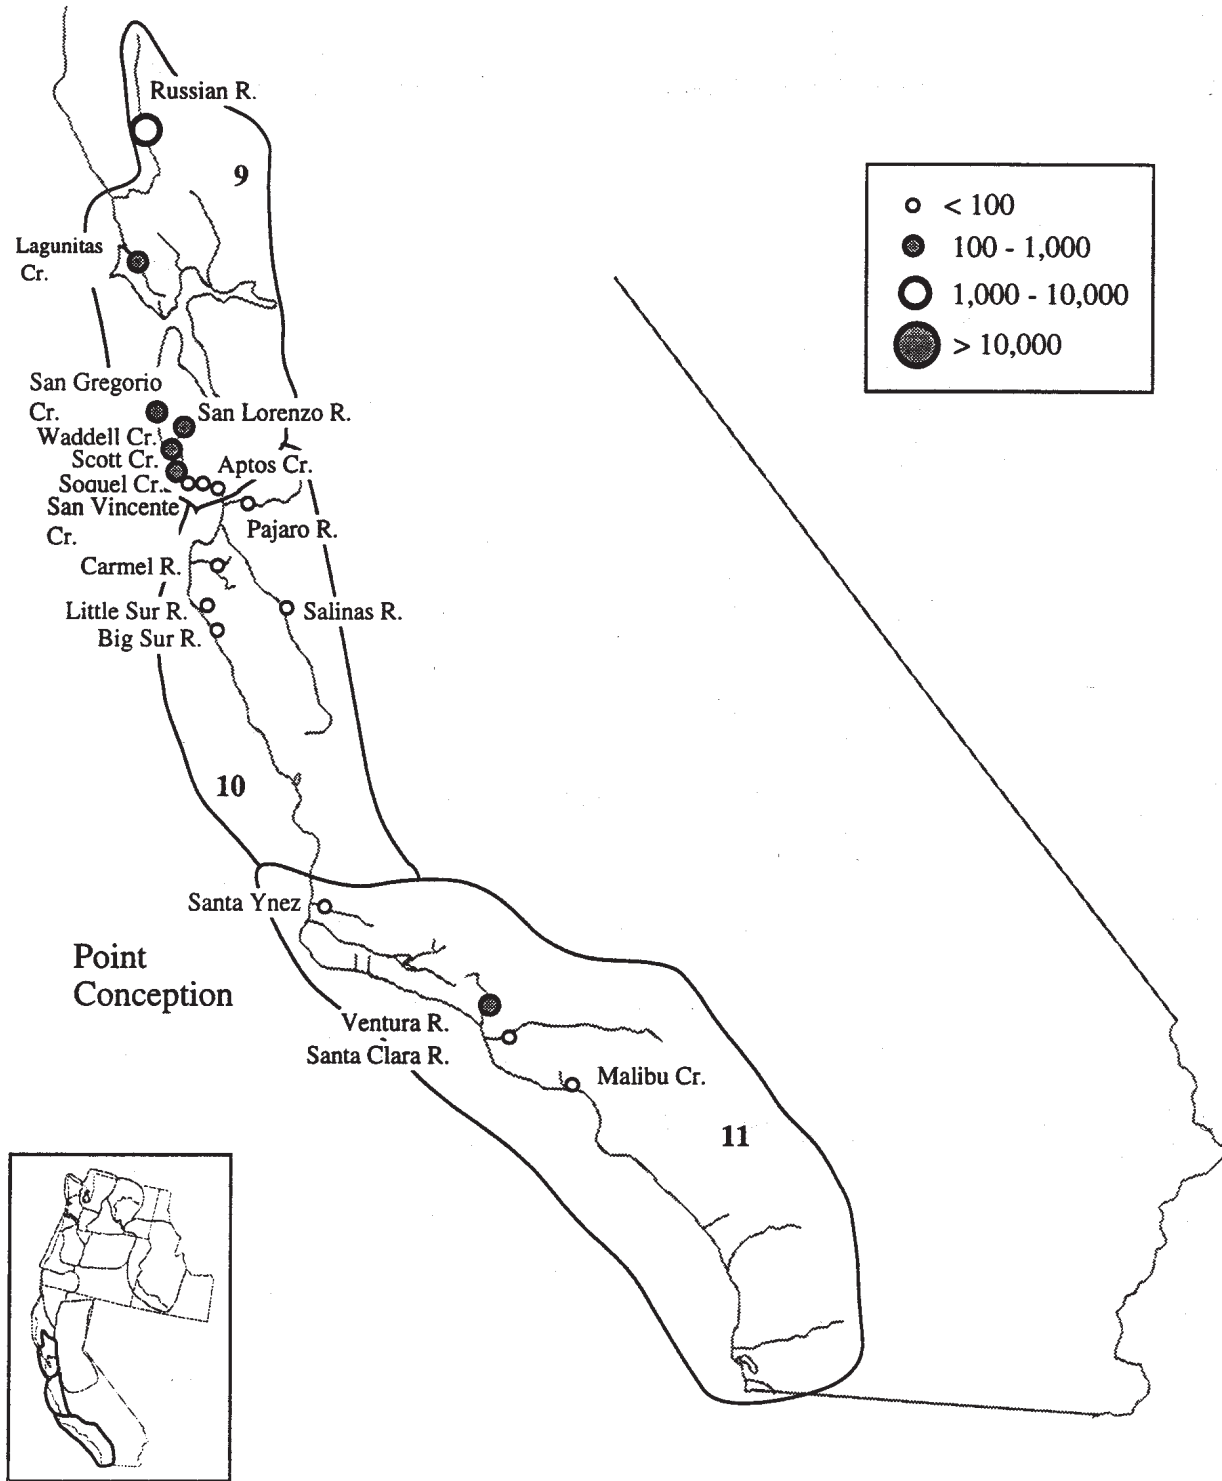 Russian R.
9
Lagunitas
Cr.
< 100
100 - 1,000
1,000 - 10,000
> 10,000
San Gregorio
Cr.
San Lorenzo R.
Waddell Cr.
Scott Cr.
Aptos Cr.
Soquel Cr.
San Vincente
Cr.
Pajaro R.
Carmel R.
Little Sur R.
Salinas R.
Big Sur R.
10
Santa Ynez
Point
Conception
Ventura R.
Santa Clara R.
Malibu Cr.
11